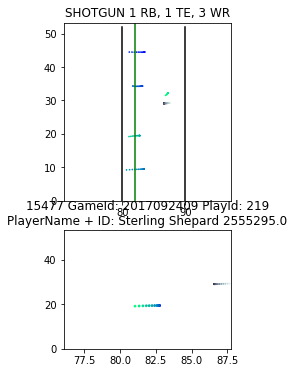 SHOTGUN 1 RB, 1 TE, 3 WR
50
40
30
20
10
0
80 90
15477 GameId: 2017092409 PlayId: 219
PlayerName + ID: Sterling Shepard 2555295.0
40
20
0
77.5 80.0 82.5 85.0 87.5